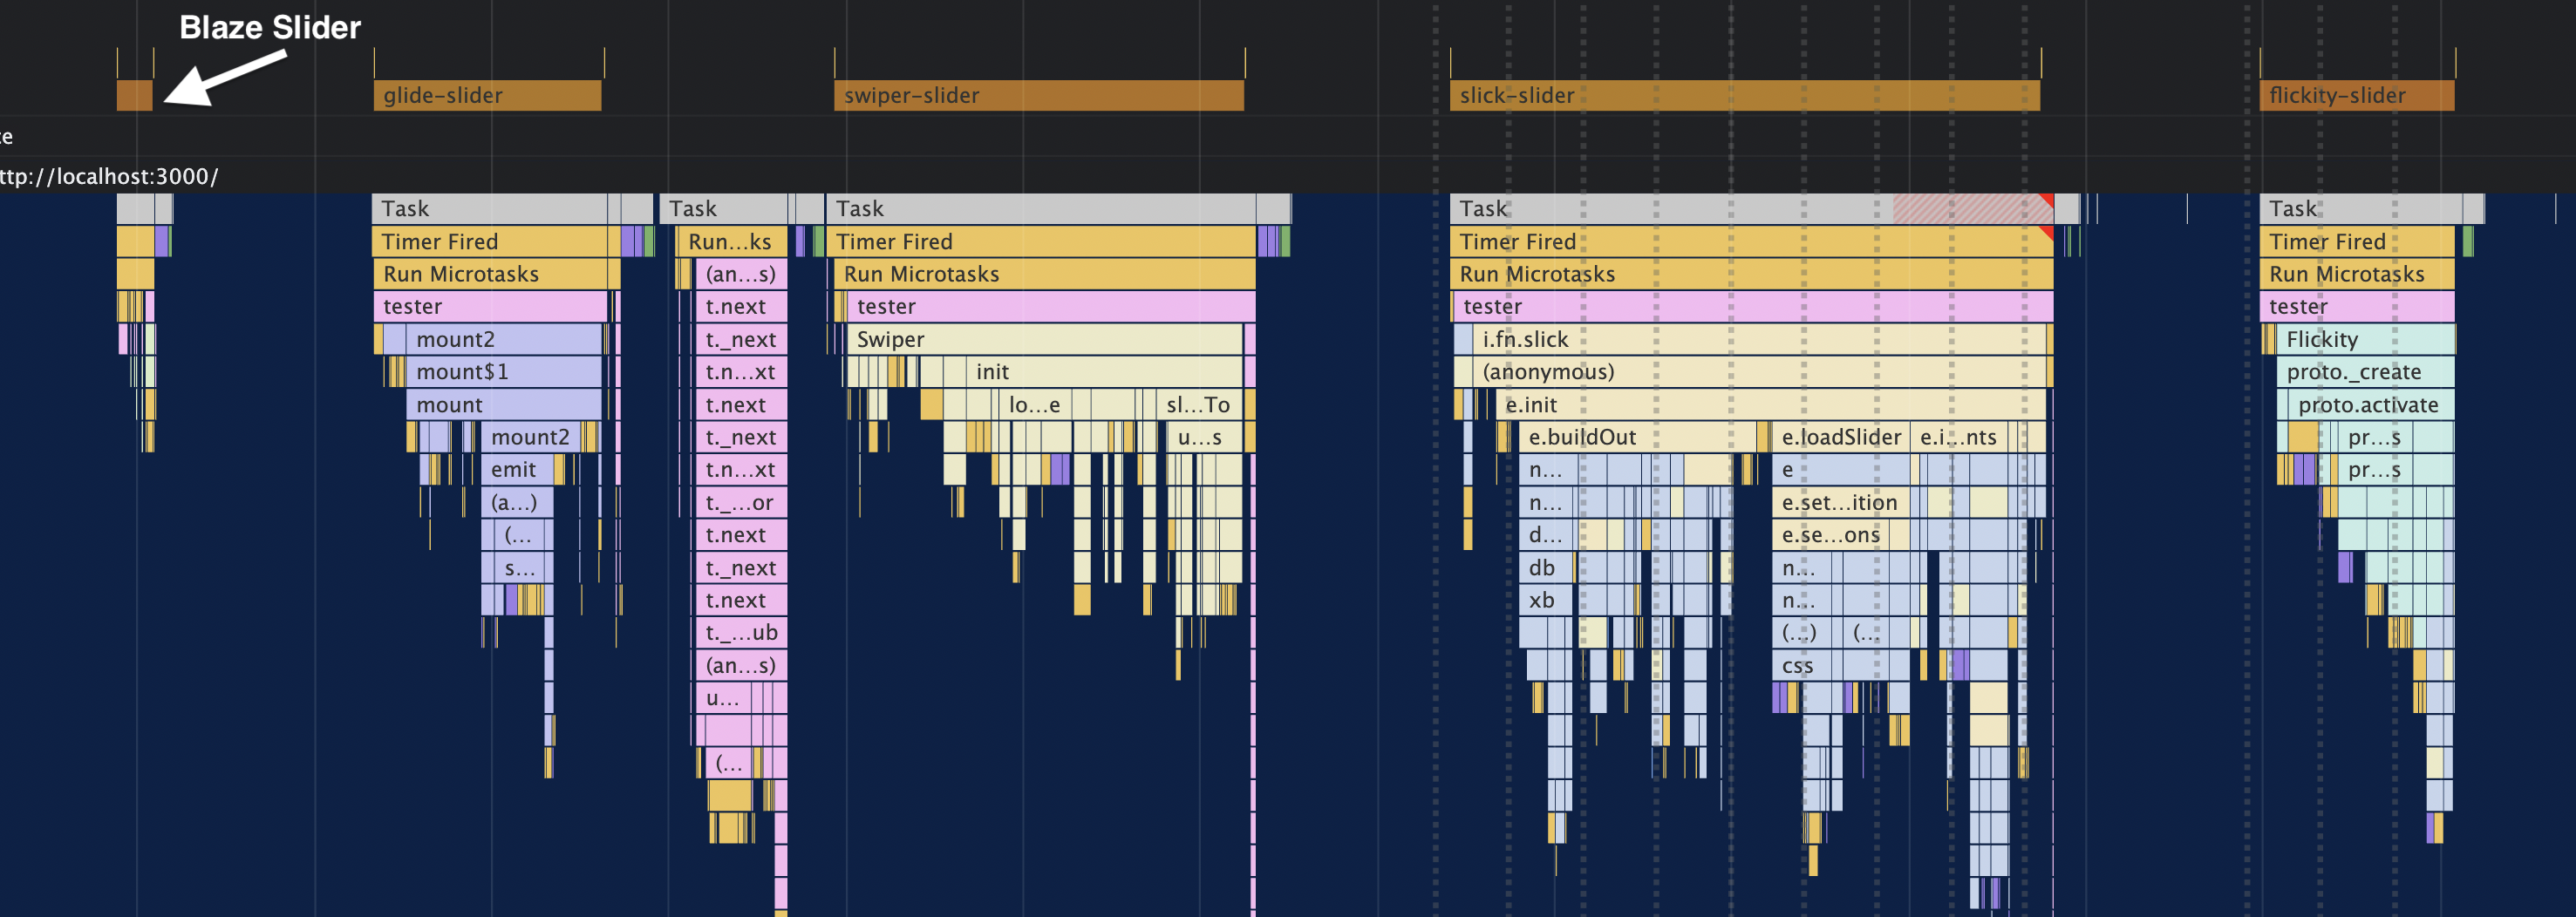 Blaze Slider
glide-slider swiper-slider slick-slider flickity-slider
ce
ttp://localhost:3000/
Task Task Task Task Task
Timer Fired Run...ks Timer Fired Timer Fired Timer Fired
Run Microtasks (an...s) Run Microtasks Run Microtasks Run Microtasks
tester t.next tester tester tester
mount2 t._next Swiper i.fn.slick Flickity
mount$1 t.n...xt init (anonymous) proto._create
mount t.next lo...e sl...To e.init proto.activate
mount2 t._next u...s e.buildOut e.loadSlider e.i...nts pr...s
emit t.n...xt n... e pr...s
(a...) t._...or n... e.set...ition
(... t.next d... e.se...ons
s... t._next db n...
t.next xb n...
t._...ub (...) (...
(an...s) css
u...
(...